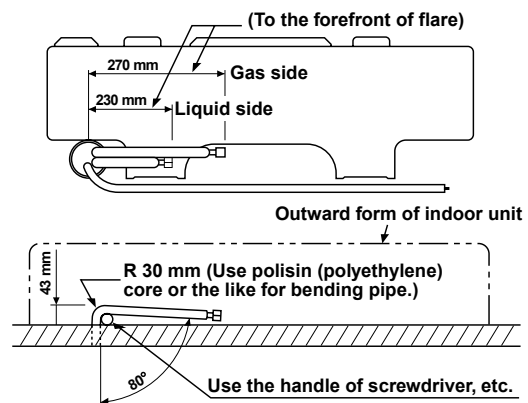 (To the forefront of flare)
270 mm
Gas side
230 mm
Liquid side
Outward form of indoor unit
43 mm
R 30 mm (Use polisin (polyethylene)
core or the like for bending pipe.)
80°
Use the handle of screwdriver, etc.